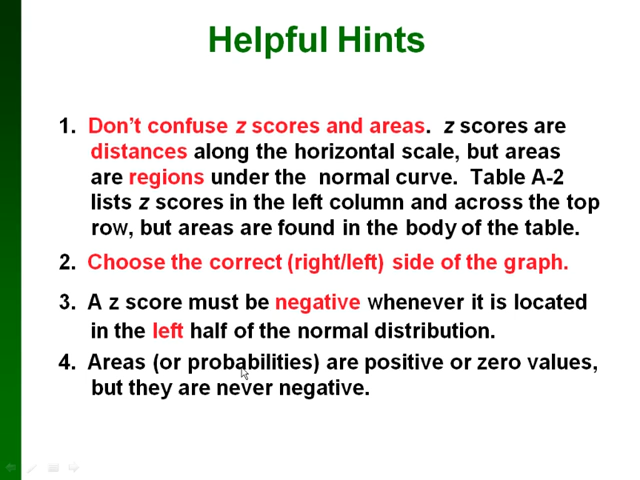 Helpful Hints
1. Don't confuse z scores and areas. z scores are
distances along the horizontal scale, but areas
are regions under the normal curve. Table A-2
lists z scores in the left column and across the top
row, but areas are found in the body of the table.
2. Choose the correct (right/left) side of the graph.
3. A z score must be negative whenever it is located
in the left half of the normal distribution.
4. Areas (or probabilities) are positive or zero values,
but they are never negative.